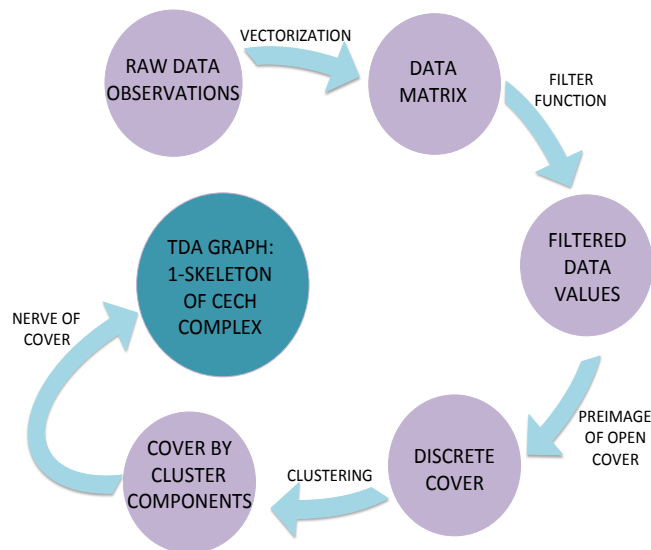 VECTORIZATION
RAW DATA
OBSERVATIONS
DATA
MATRIX
FILTER
FUNCTION
FILTERED
DATA
VALUES
PREIMAGE
OF OPEN
COVER
DISCRETE
COVER
CLUSTERING
COVER BY
CLUSTER
COMPONENTS
NERVE OF
COVER
TDA GRAPH:
1-SKELETON
OF CECH
COMPLEX